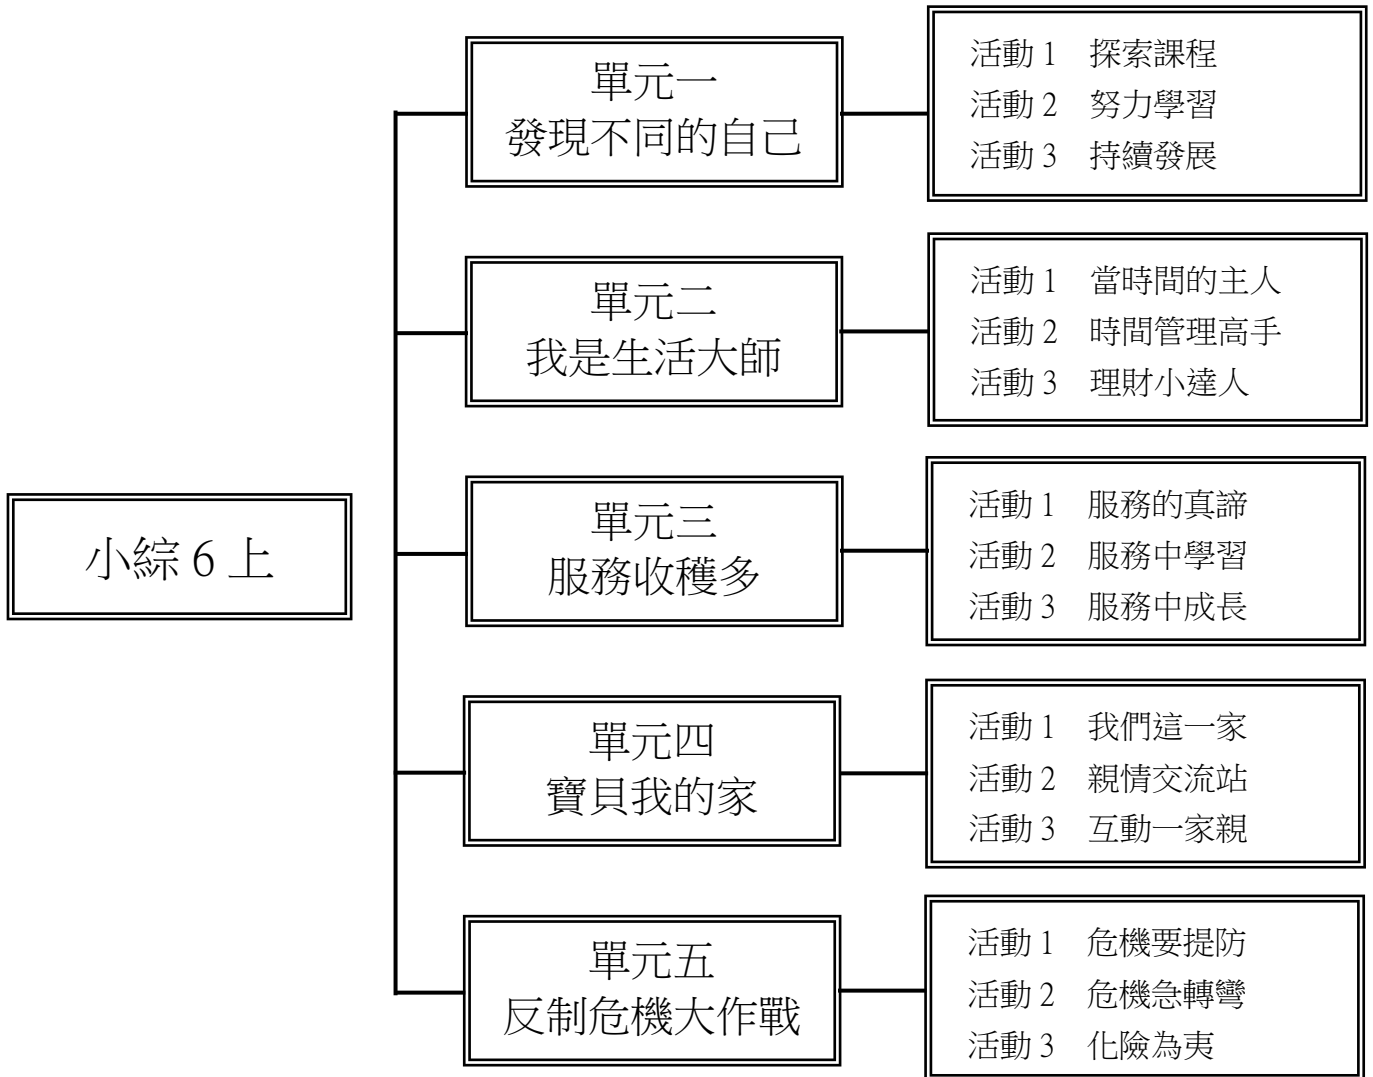 小綜 6 上
單元一
發現不同的自己
活動 1 探索課程
活動 2 努力學習
活動 3 持續發展
單元二
我是生活大師
活動 1 當時間的主人
活動 2 時間管理高手
活動 3 理財小達人
單元三
服務收穫多
活動 1 服務的真諦
活動 2 服務中學習
活動 3 服務中成長
單元四
寶貝我的家
活動 1 我們這一家
活動 2 親情交流站
活動 3 互動一家親
單元五
反制危機大作戰
活動 1 危機要提防
活動 2 危機急轉彎
活動 3 化險為夷